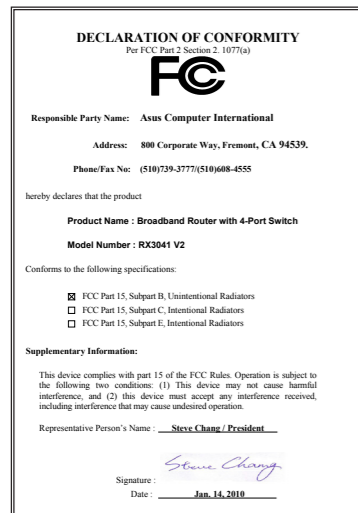 DECLARATION OF CONFORMITY
Per FCC Part 2 Section 2. 1077(a)
FC
Responsible Party Name: Asus Computer International
Address: 800 Corporate Way, Fremont, CA 94539.
Phone/Fax No: (510)739-3777/(510)608-4555
hereby declares that the product
Product Name : Broadband Router with 4-Port Switch
Model Number : RX3041 V2
Conforms to the following specifications:
☒ FCC Part 15, Subpart B, Unintentional Radiators
☐ FCC Part 15, Subpart C, Intentional Radiators
☐ FCC Part 15, Subpart E, Intentional Radiators
Supplementary Information:
This device complies with part 15 of the FCC Rules. Operation is subject to
the following two conditions: (1) This device may not cause harmful
interference, and (2) this device must accept any interference received,
including interference that may cause undesired operation.
Representative Person's Name : Steve Chang / President
Steve Chang
Signature :
Date : Jan. 14, 2010